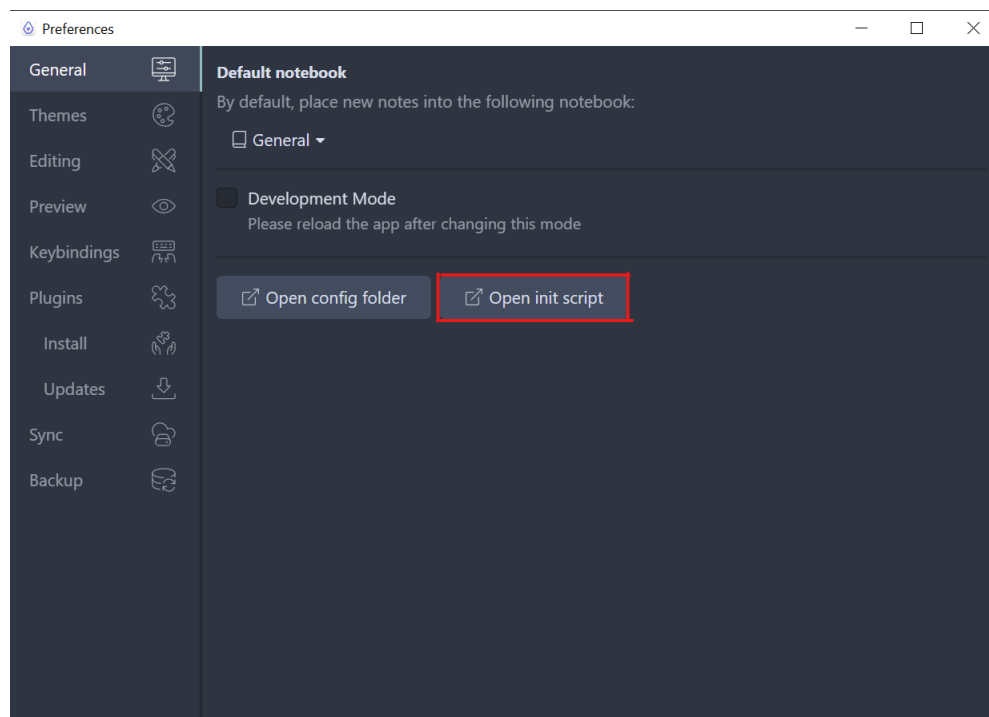 Preferences
General
Themes
Editing
Preview
Keybindings
Plugins
Install
Updates
Sync
Backup
Default notebook
By default, place new notes into the following notebook:
General
Development Mode
Please reload the app after changing this mode
Open config folder
Open init script